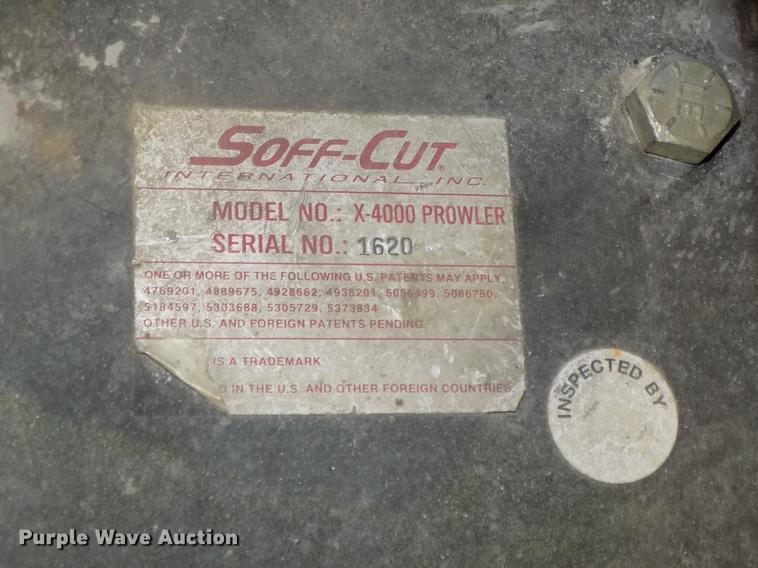 SOFF-CUT®
INTERNATIONAL, INC.
MODEL NO.: X-4000 PROWLER
SERIAL NO.: 1620
ONE OR MORE OF THE FOLLOWING U.S. PATENTS MAY APPLY:
4769201, 4889675, 4928662, 4938201, 5056499, 5086750,
5184597, 5303688, 5305729, 5373834
OTHER U.S. AND FOREIGN PATENTS PENDING.
IS A TRADEMARK
D IN THE U.S. AND OTHER FOREIGN COUNTRIES.
INSPECTED BY
Purple Wave Auction